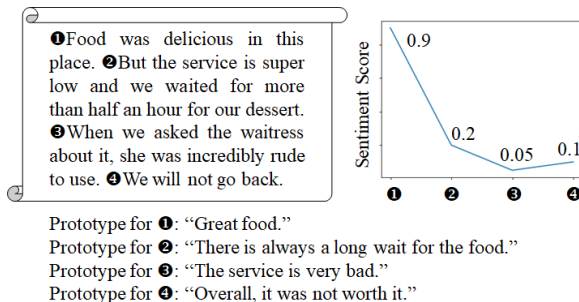 ❶Food was delicious in this
place. ❷But the service is super
low and we waited for more
than half an hour for our dessert.
❸When we asked the waitress
about it, she was incredibly rude
to use. ❹We will not go back.
Sentiment Score
0.9
0.2
0.05
0.1
❶ ❷ ❸ ❹
Prototype for ❶: “Great food.”
Prototype for ❷: “There is always a long wait for the food.”
Prototype for ❸: “The service is very bad.”
Prototype for ❹: “Overall, it was not worth it.”